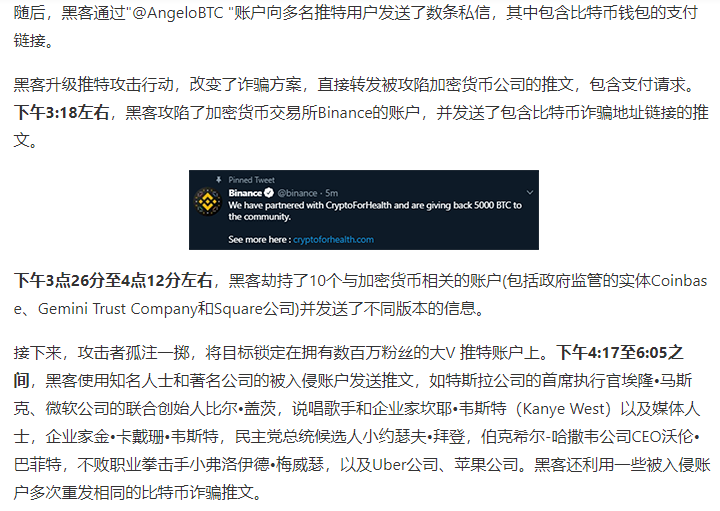 随后，黑客通过"@AngeloBTC "账户向多名推特用户发送了数条私信，其中包含比特币钱包的支付
链接。
黑客升级推特攻击行动，改变了诈骗方案，直接转发被攻陷加密货币公司的推文，包含支付请求。
下午3:18左右，黑客攻陷了加密货币交易所Binance的账户，并发送了包含比特币诈骗地址链接的推
文。
Pinned Tweet
Binance @binance · 5m
We have partnered with CryptoForHealth and are giving back 5000 BTC to
the community.
See more here : cryptoforhealth.com
下午3点26分至4点12分左右，黑客劫持了10个与加密货币相关的账户(包括政府监管的实体Coinbas
e、Gemini Trust Company和Square公司)并发送了不同版本的信息。
接下来，攻击者孤注一掷，将目标锁定在拥有数百万粉丝的大V 推特账户上。下午4:17至6:05之
间，黑客使用知名人士和著名公司的被入侵账户发送推文，如特斯拉公司的首席执行官埃隆•马斯
克、微软公司的联合创始人比尔•盖茨，说唱歌手和企业家坎耶•韦斯特（Kanye West）以及媒体人
士，企业家金•卡戴珊•韦斯特，民主党总统候选人小约瑟夫•拜登，伯克希尔-哈撒韦公司CEO沃伦•
巴菲特，不败职业拳击手小弗洛伊德•梅威瑟，以及Uber公司、苹果公司。黑客还利用一些被入侵账
户多次重发相同的比特币诈骗推文。